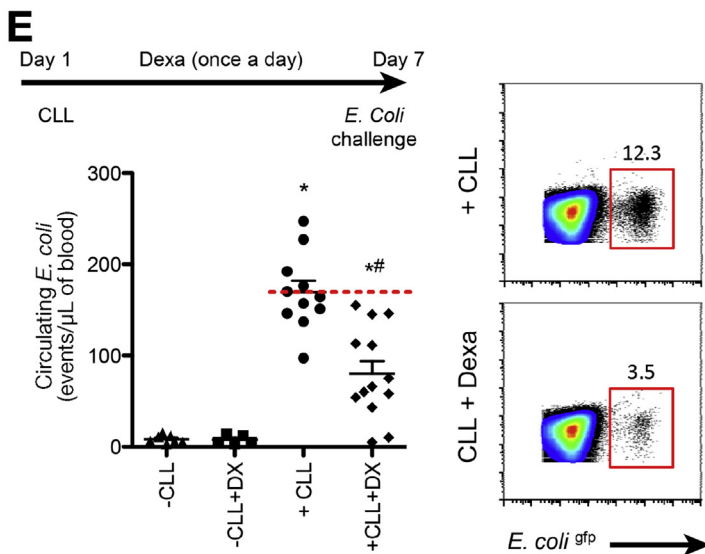 E
Day 1 Dexa (once a day) Day 7
CLL E. Coli
challenge
Circulating E. coli
(events/µL of blood)
300
200
100
0
*
*#
-CLL
-CLL+DX
+ CLL
+CLL+DX
+ CLL
12.3
CLL + Dexa
3.5
E. coli gfp